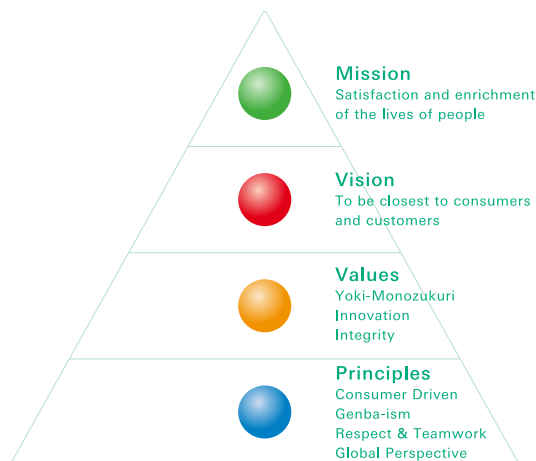 Mission
Satisfaction and enrichment
of the lives of people
Vision
To be closest to consumers
and customers
Values
Yoki-Monozukuri
Innovation
Integrity
Principles
Consumer Driven
Genba-ism
Respect & Teamwork
Global Perspective